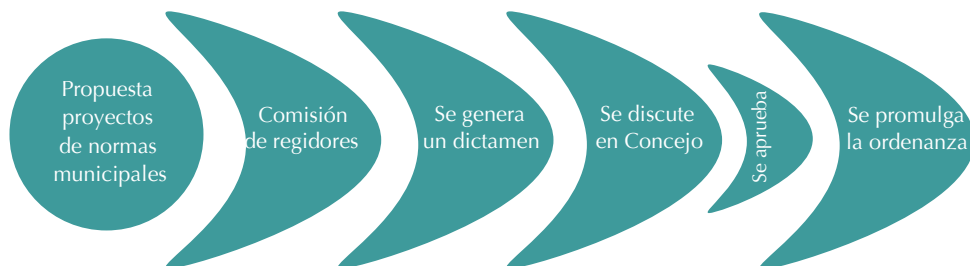 Propuesta
proyectos
de normas
municipales
Comisión
de regidores
Se genera
un dictamen
Se discute
en Concejo
Se aprueba
Se promulga
la ordenanza